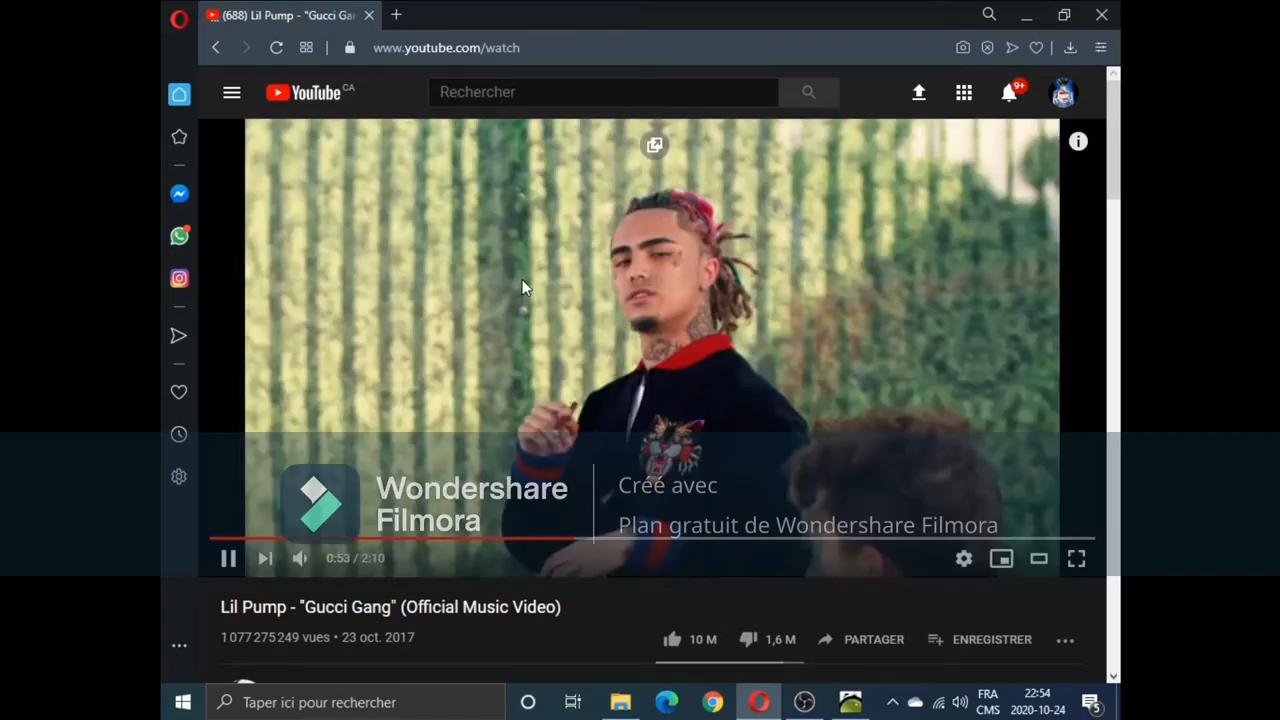 (688) Lil Pump - "Gucci Gan
www.youtube.com/watch
YouTube CA
Rechercher
9+
Wondershare
Filmora
Créé avec
Plan gratuit de Wondershare Filmora
0:53 / 2:10
Lil Pump - "Gucci Gang" (Official Music Video)
1 077 275 249 vues • 23 oct. 2017
10 M
1,6 M
PARTAGER
ENREGISTRER
Taper ici pour rechercher
FRA
CMS
22:54
2020-10-24
5